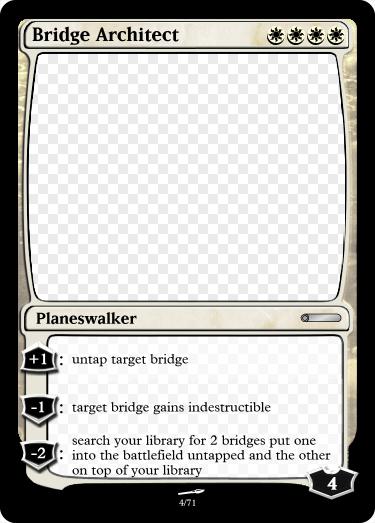 Bridge Architect
Planeswalker
+1: untap target bridge
-1: target bridge gains indestructible
-2: search your library for 2 bridges put one
into the battlefield untapped and the other
on top of your library
4
4/71